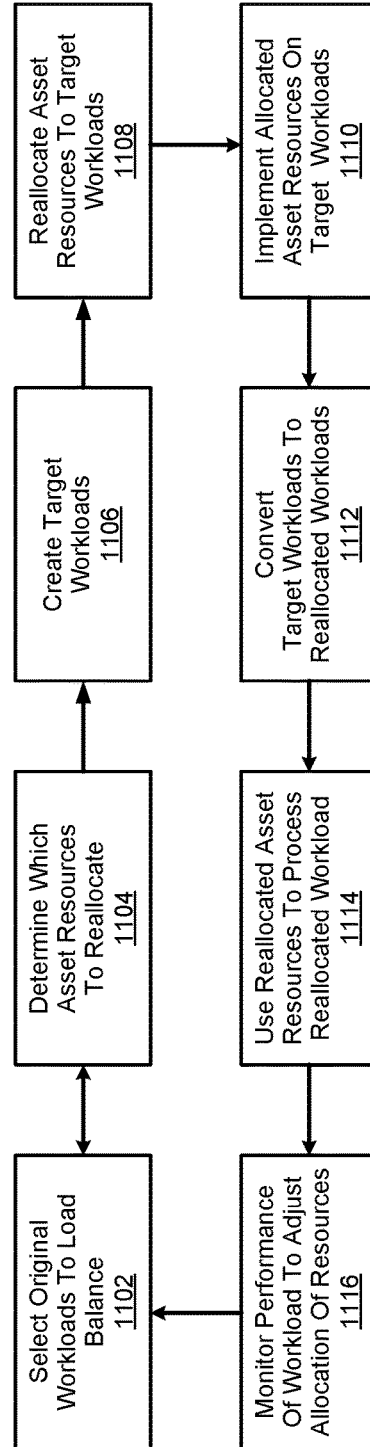 Select Original
Workloads To Load
Balance
1102
Determine Which
Asset Resources
To Reallocate
1104
Create Target
Workloads
1106
Reallocate Asset
Resources To Target
Workloads
1108
Implement Allocated
Asset Resources On
Target Workloads
1110
Convert
Target Workloads To
Reallocated Workloads
1112
Use Reallocated Asset
Resources To Process
Reallocated Workload
1114
Monitor Performance
Of Workload To Adjust
Allocation Of Resources
1116